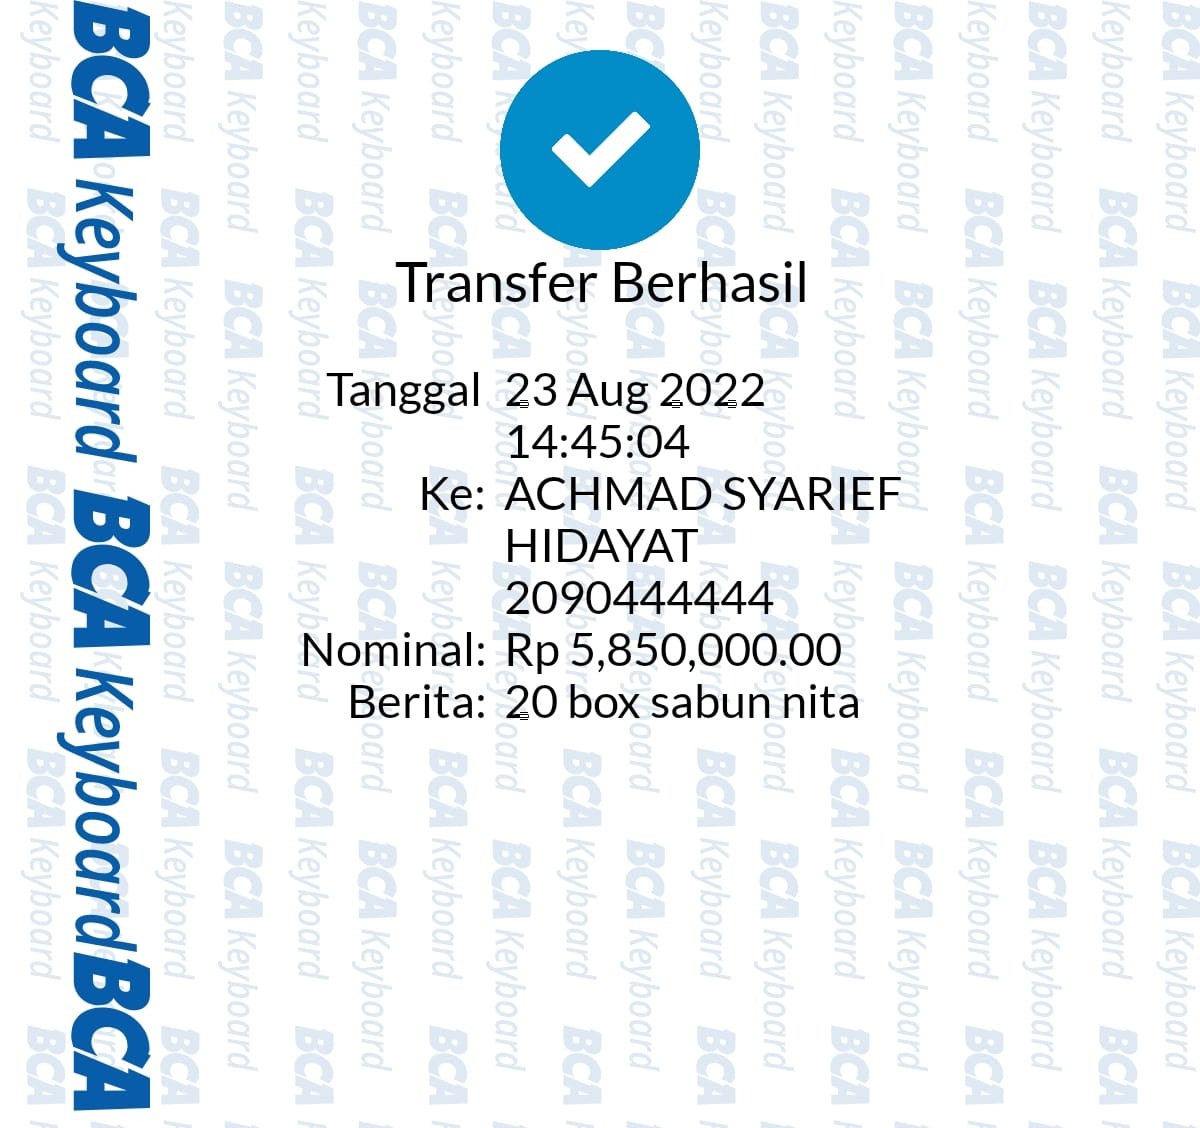 BCA Keyboard BCA Keyboard BCA
Transfer Berhasil
Tanggal 23 Aug 2022
14:45:04
Ke: ACHMAD SYARIEF
HIDAYAT
2090444444
Nominal: Rp 5,850,000.00
Berita: 20 box sabun nita